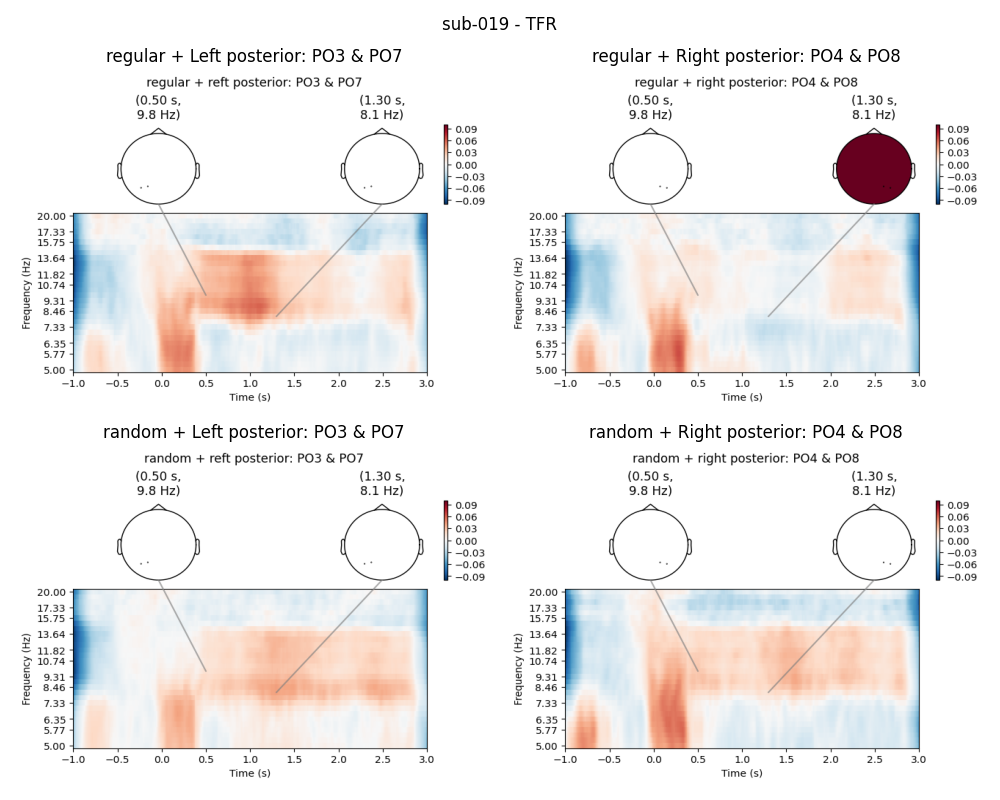 sub-019 - TFR
regular + Left posterior: PO3 & PO7
regular + reft posterior: PO3 & PO7
(0.50 s,
9.8 Hz)
(1.30 s,
8.1 Hz)
0.09
0.06
0.03
0.00
−0.03
−0.06
−0.09
Frequency (Hz)
20.00
17.33
15.75
13.64
11.82
10.74
9.31
8.46
7.33
6.35
5.77
5.00
−1.0 −0.5 0.0 0.5 1.0 1.5 2.0 2.5 3.0
Time (s)
regular + Right posterior: PO4 & PO8
regular + right posterior: PO4 & PO8
(0.50 s,
9.8 Hz)
(1.30 s,
8.1 Hz)
0.09
0.06
0.03
0.00
−0.03
−0.06
−0.09
Frequency (Hz)
20.00
17.33
15.75
13.64
11.82
10.74
9.31
8.46
7.33
6.35
5.77
5.00
−1.0 −0.5 0.0 0.5 1.0 1.5 2.0 2.5 3.0
Time (s)
random + Left posterior: PO3 & PO7
random + reft posterior: PO3 & PO7
(0.50 s,
9.8 Hz)
(1.30 s,
8.1 Hz)
0.09
0.06
0.03
0.00
−0.03
−0.06
−0.09
Frequency (Hz)
20.00
17.33
15.75
13.64
11.82
10.74
9.31
8.46
7.33
6.35
5.77
5.00
−1.0 −0.5 0.0 0.5 1.0 1.5 2.0 2.5 3.0
Time (s)
random + Right posterior: PO4 & PO8
random + right posterior: PO4 & PO8
(0.50 s,
9.8 Hz)
(1.30 s,
8.1 Hz)
0.09
0.06
0.03
0.00
−0.03
−0.06
−0.09
Frequency (Hz)
20.00
17.33
15.75
13.64
11.82
10.74
9.31
8.46
7.33
6.35
5.77
5.00
−1.0 −0.5 0.0 0.5 1.0 1.5 2.0 2.5 3.0
Time (s)